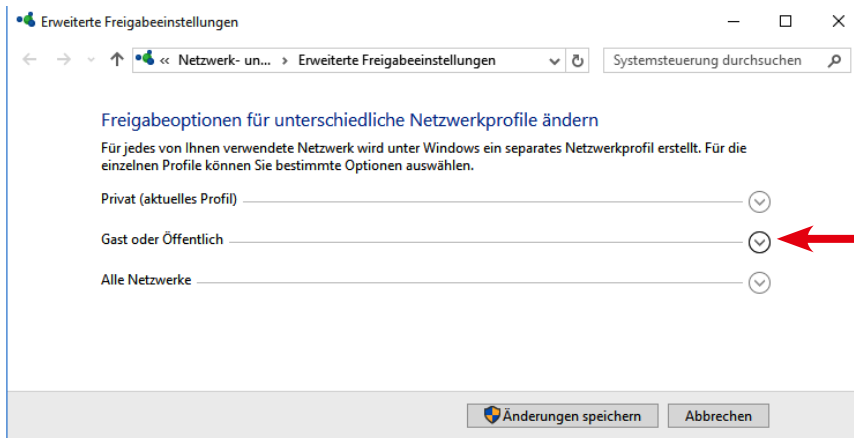 Erweiterte Freigabeeinstellungen
« Netzwerk- un... › Erweiterte Freigabeeinstellungen
Systemsteuerung durchsuchen
Freigabeoptionen für unterschiedliche Netzwerkprofile ändern
Für jedes von Ihnen verwendete Netzwerk wird unter Windows ein separates Netzwerkprofil erstellt. Für die
einzelnen Profile können Sie bestimmte Optionen auswählen.
Privat (aktuelles Profil)
Gast oder Öffentlich
Alle Netzwerke
Änderungen speichern
Abbrechen